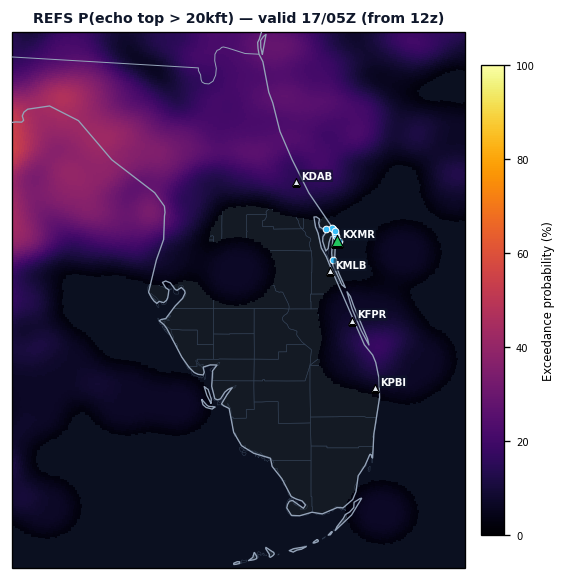 REFS P(echo top > 20kft) — valid 17/05Z (from 12z)
KDAB
KXMR
KMLB
KFPR
KPBI
100
80
60
40
20
0
Exceedance probability (%)